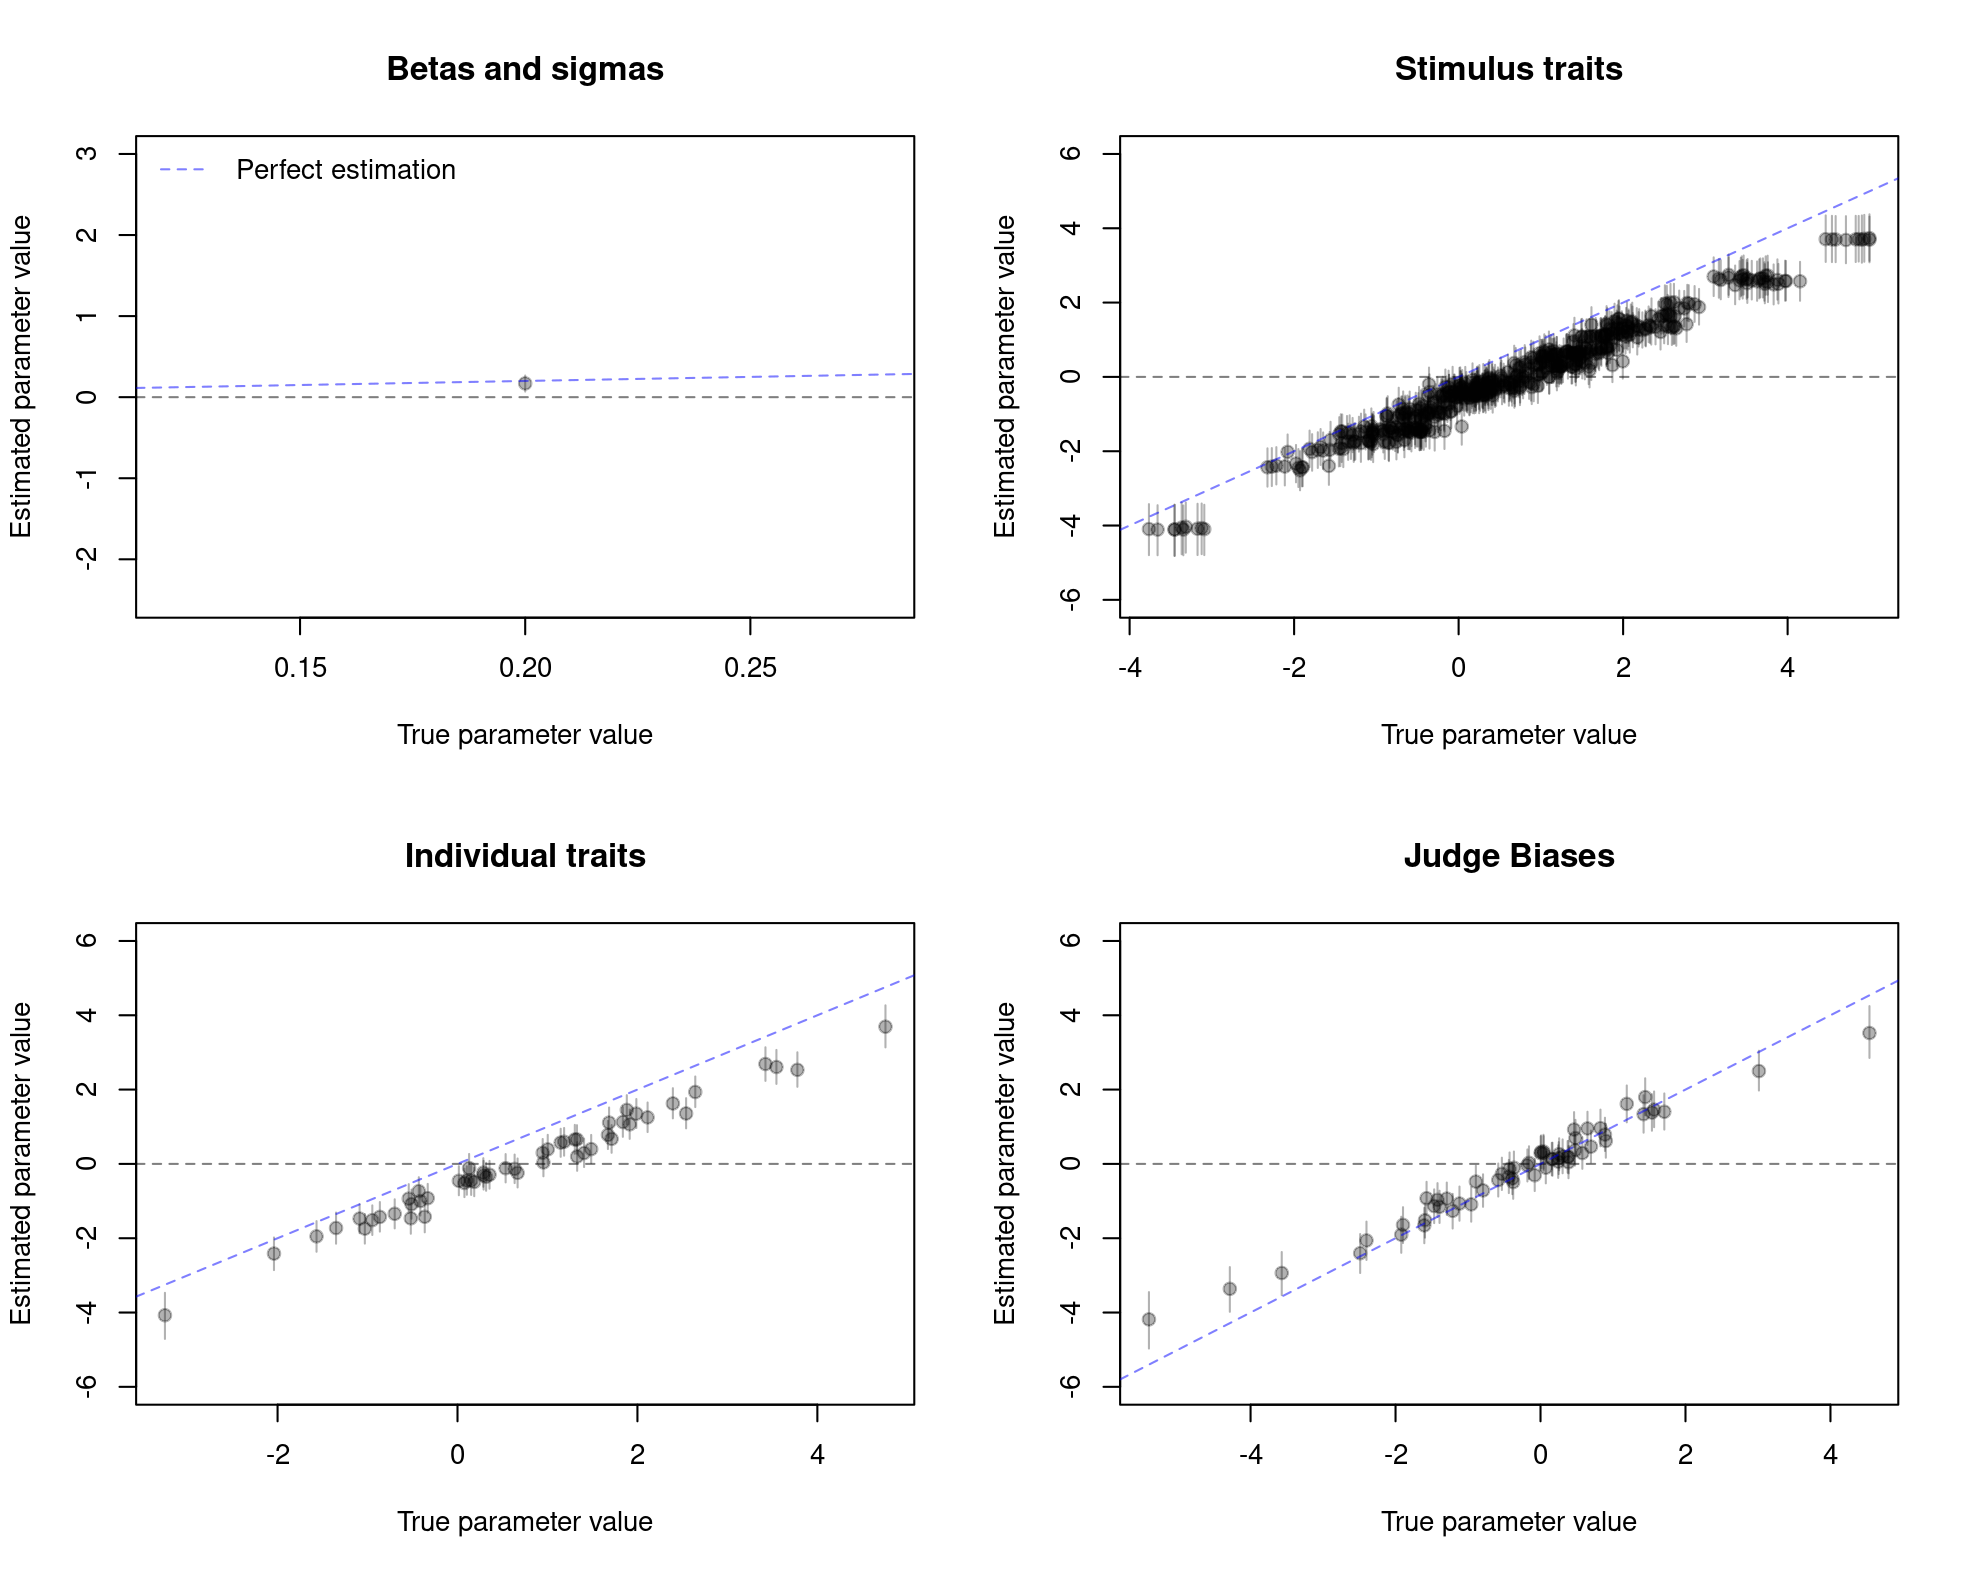 Betas and sigmas
Perfect estimation
Estimated parameter value
3
2
1
0
-1
-2
0.15 0.20 0.25
True parameter value
Stimulus traits
Estimated parameter value
6
4
2
0
-2
-4
-6
-4 -2 0 2 4
True parameter value
Individual traits
Estimated parameter value
6
4
2
0
-2
-4
-6
-2 0 2 4
True parameter value
Judge Biases
Estimated parameter value
6
4
2
0
-2
-4
-6
-4 -2 0 2 4
True parameter value